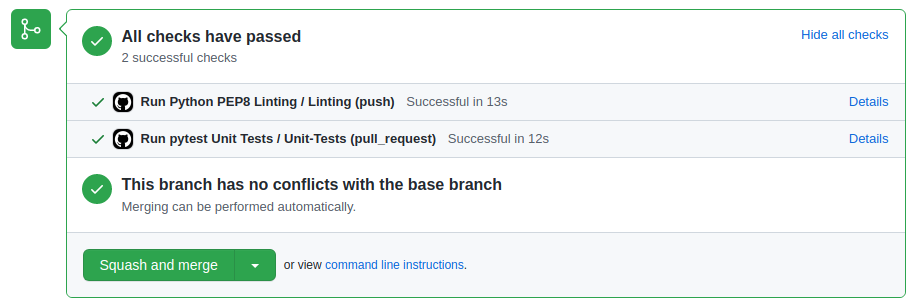 All checks have passed
Hide all checks
2 successful checks
Run Python PEP8 Linting / Linting (push) Successful in 13s
Details
Run pytest Unit Tests / Unit-Tests (pull_request) Successful in 12s
Details
This branch has no conflicts with the base branch
Merging can be performed automatically.
Squash and merge
or view command line instructions.